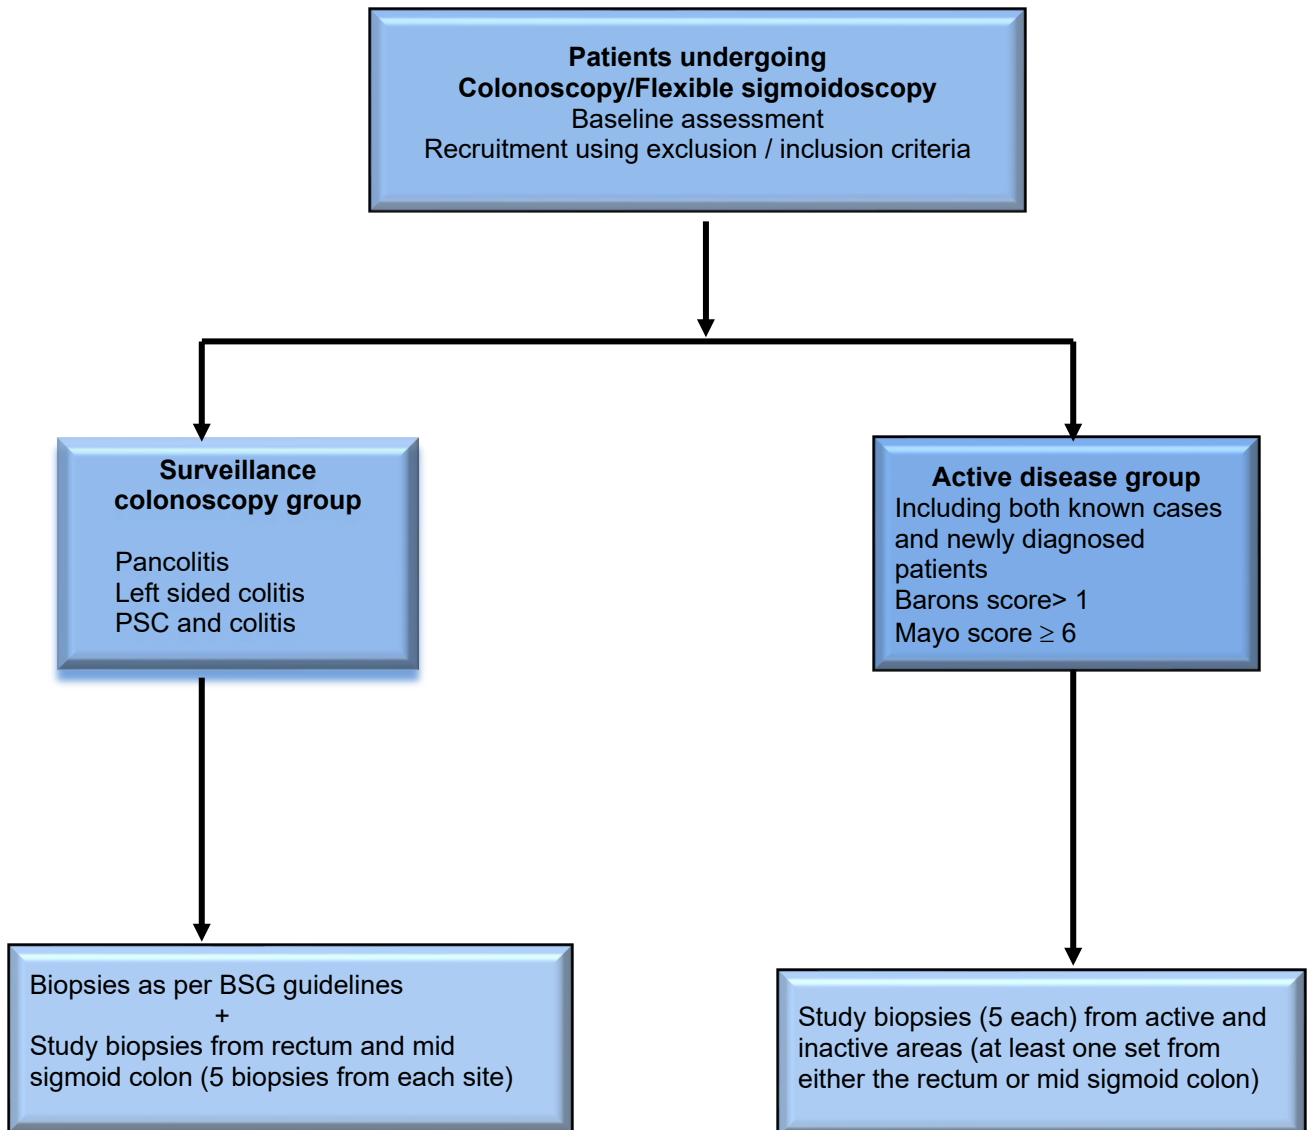 Patients undergoing
Colonoscopy/Flexible sigmoidoscopy
Baseline assessment
Recruitment using exclusion / inclusion criteria
Surveillance
colonoscopy group
Pancolitis
Left sided colitis
PSC and colitis
Active disease group
Including both known cases
and newly diagnosed
patients
Barons score> 1
Mayo score ≥ 6
Biopsies as per BSG guidelines
+
Study biopsies from rectum and mid
sigmoid colon (5 biopsies from each site)
Study biopsies (5 each) from active and
inactive areas (at least one set from
either the rectum or mid sigmoid colon)